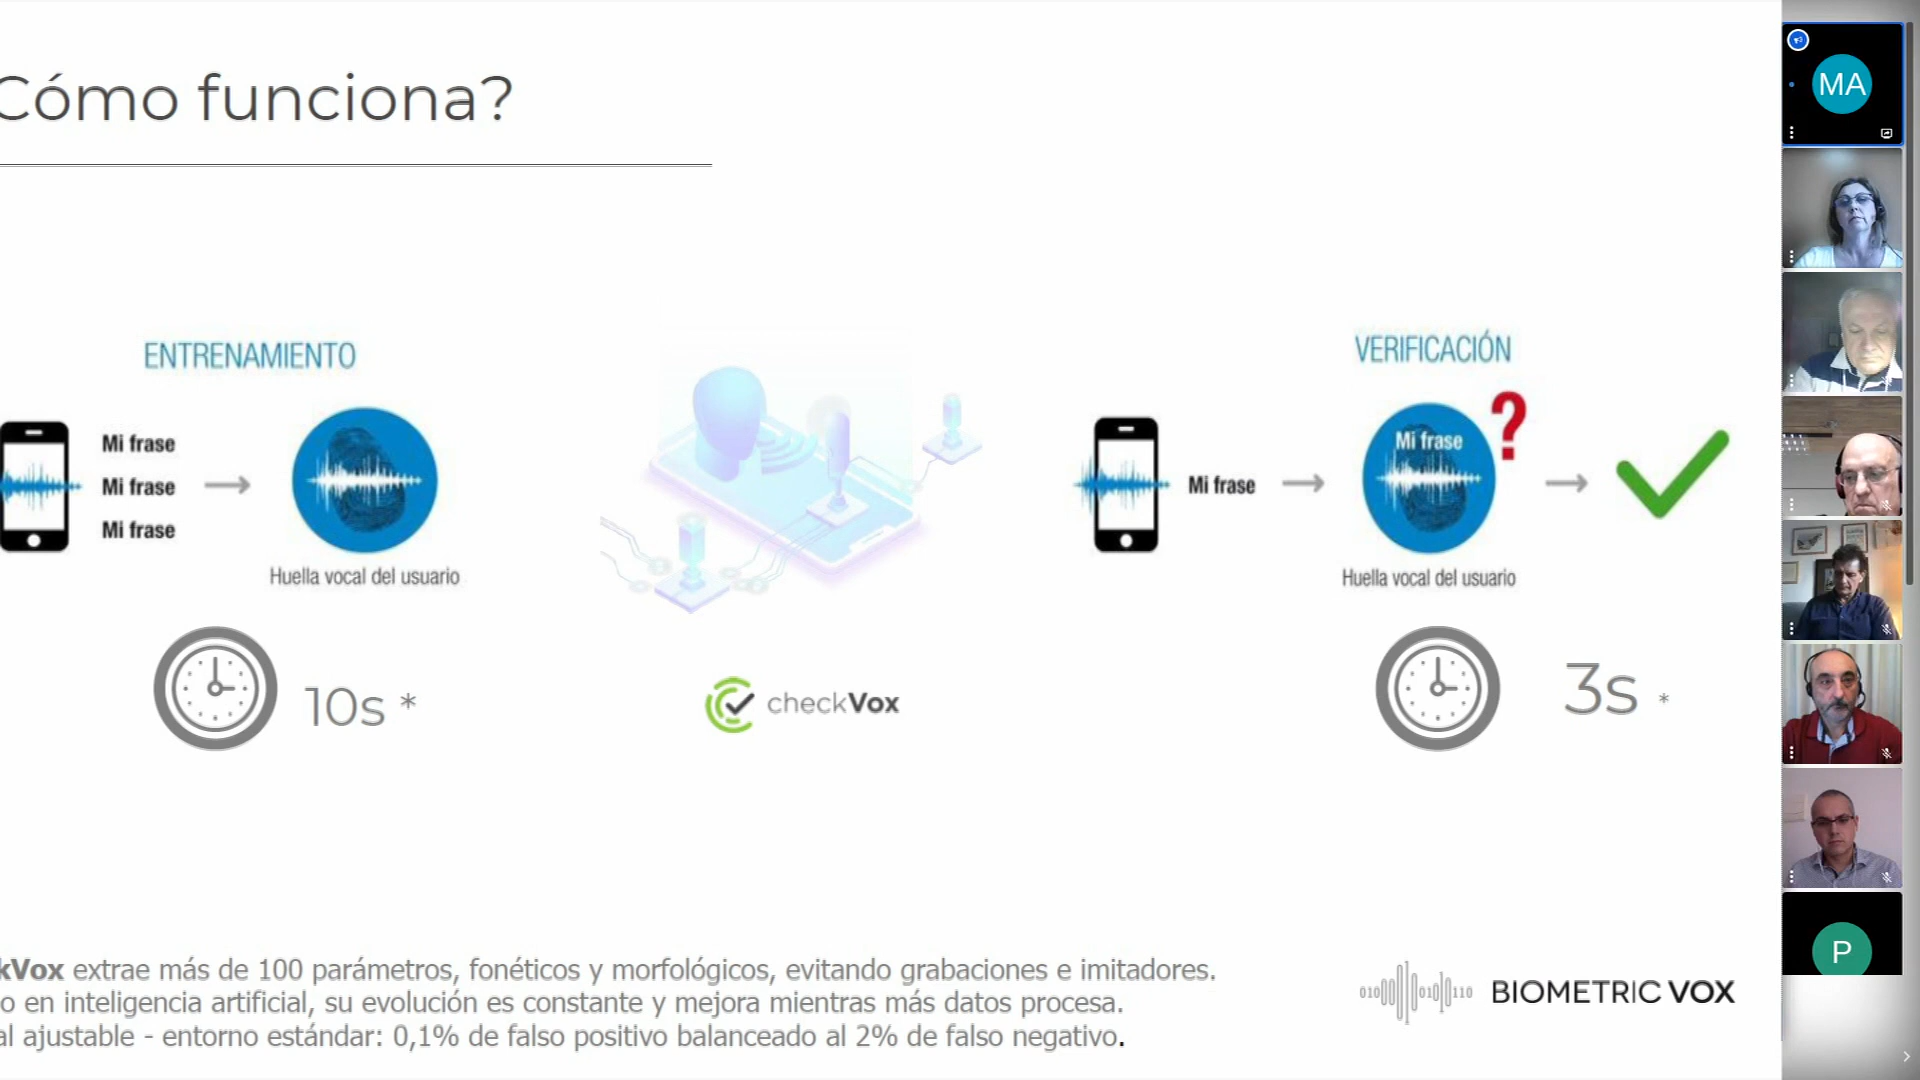 Cómo funciona?
ENTRENAMIENTO
Mi frase
Mi frase
Mi frase
Huella vocal del usuario
10s *
checkVox
VERIFICACIÓN
Mi frase
Mi frase
?
Huella vocal del usuario
3s *
kVox extrae más de 100 parámetros, fonéticos y morfológicos, evitando grabaciones e imitadores.
o en inteligencia artificial, su evolución es constante y mejora mientras más datos procesa.
al ajustable - entorno estándar: 0,1% de falso positivo balanceado al 2% de falso negativo.
BIOMETRIC VOX
MA
P